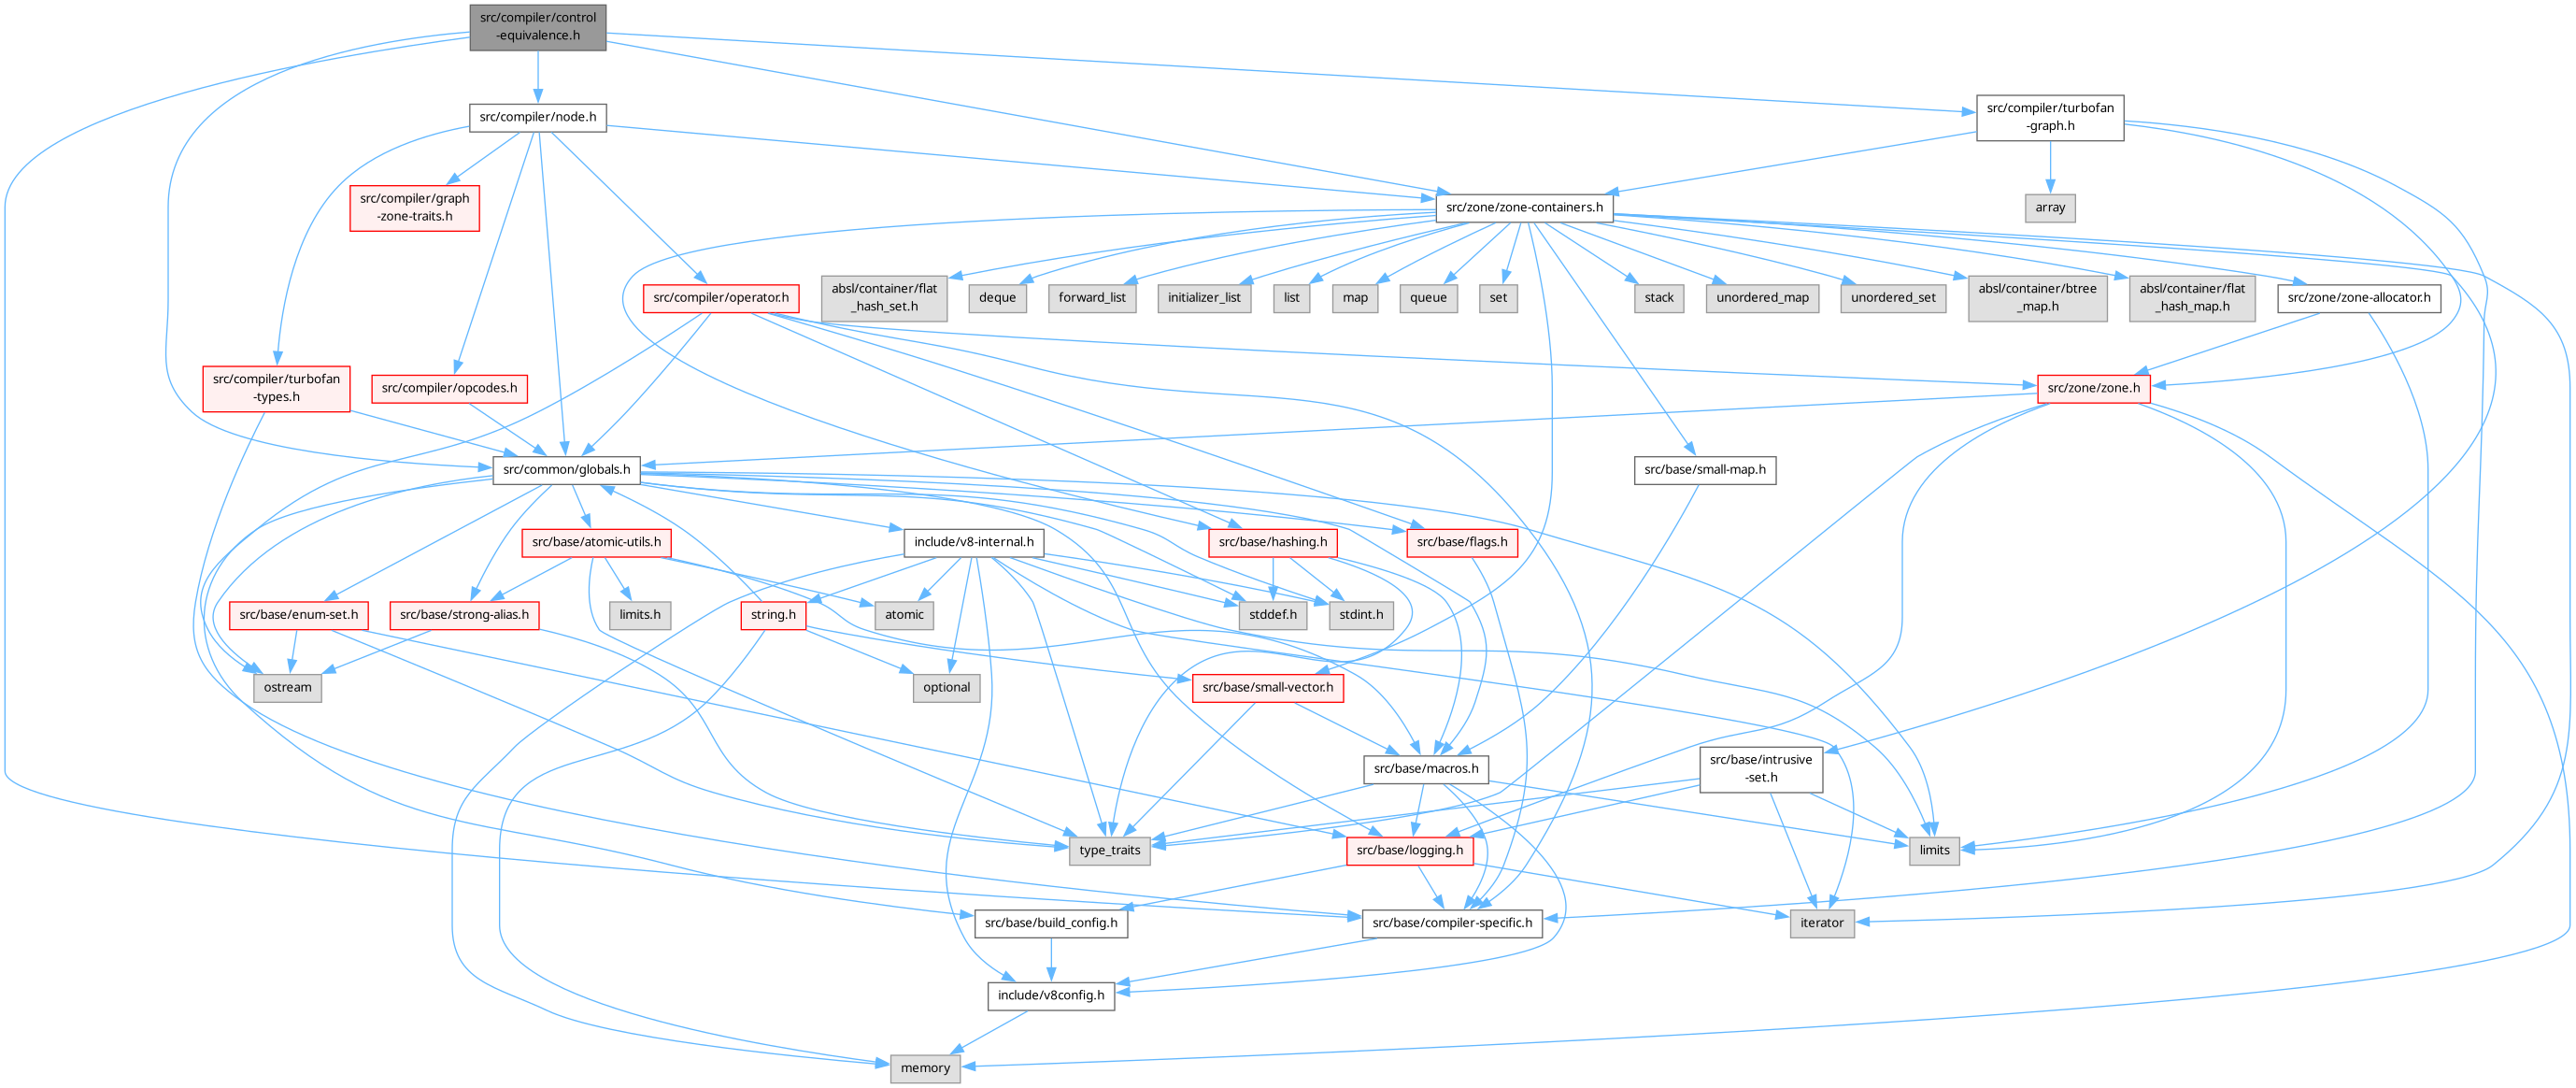 src/compiler/control
-equivalence.h
src/compiler/node.h
src/compiler/turbofan
-graph.h
src/compiler/graph
-zone-traits.h
src/zone/zone-containers.h
array
src/compiler/operator.h
absl/container/flat
_hash_set.h
deque
forward_list
initializer_list
list
map
queue
set
stack
unordered_map
unordered_set
absl/container/btree
_map.h
absl/container/flat
_hash_map.h
src/zone/zone-allocator.h
src/compiler/turbofan
-types.h
src/compiler/opcodes.h
src/zone/zone.h
src/common/globals.h
src/base/small-map.h
src/base/atomic-utils.h
include/v8-internal.h
src/base/hashing.h
src/base/flags.h
src/base/enum-set.h
src/base/strong-alias.h
limits.h
string.h
atomic
stddef.h
stdint.h
ostream
optional
src/base/small-vector.h
src/base/macros.h
src/base/intrusive
-set.h
type_traits
src/base/logging.h
limits
src/base/build_config.h
src/base/compiler-specific.h
iterator
include/v8config.h
memory